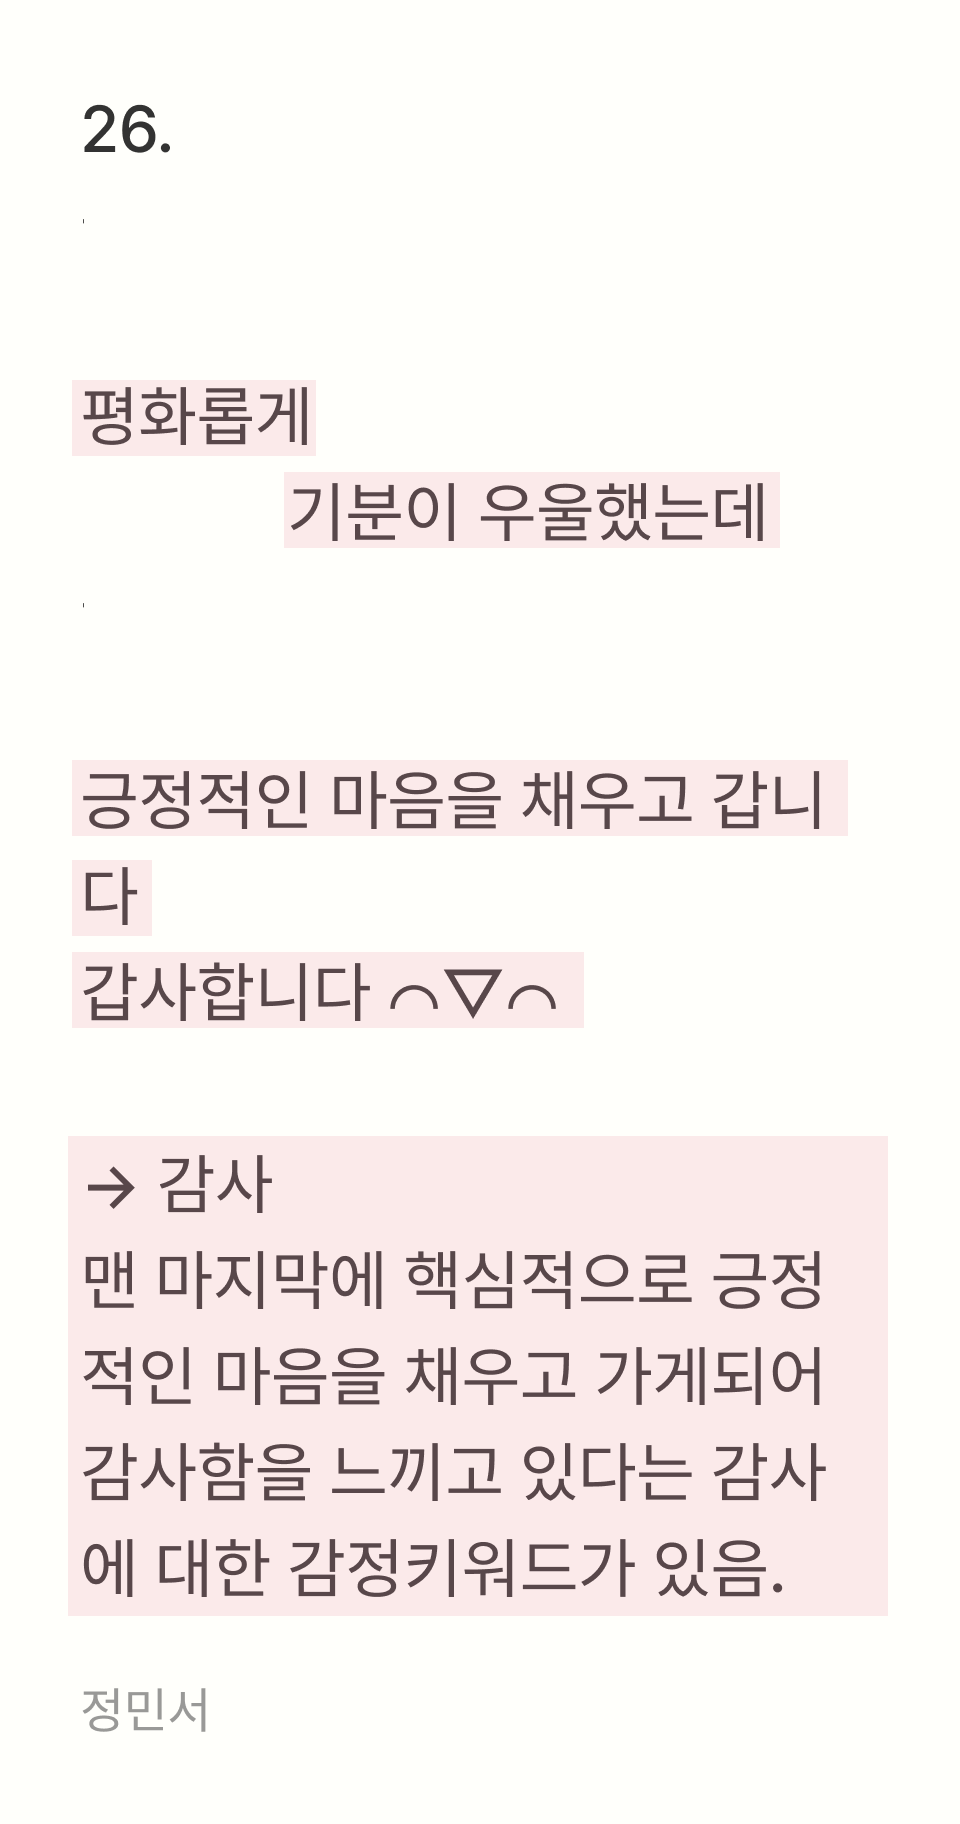 26.
평화롭게
기분이 우울했는데
긍정적인 마음을 채우고 갑니
다
갑사합니다 ⌒▽⌒
→ 감사
맨 마지막에 핵심적으로 긍정
적인 마음을 채우고 가게되어
감사함을 느끼고 있다는 감사
에 대한 감정키워드가 있음.
정민서